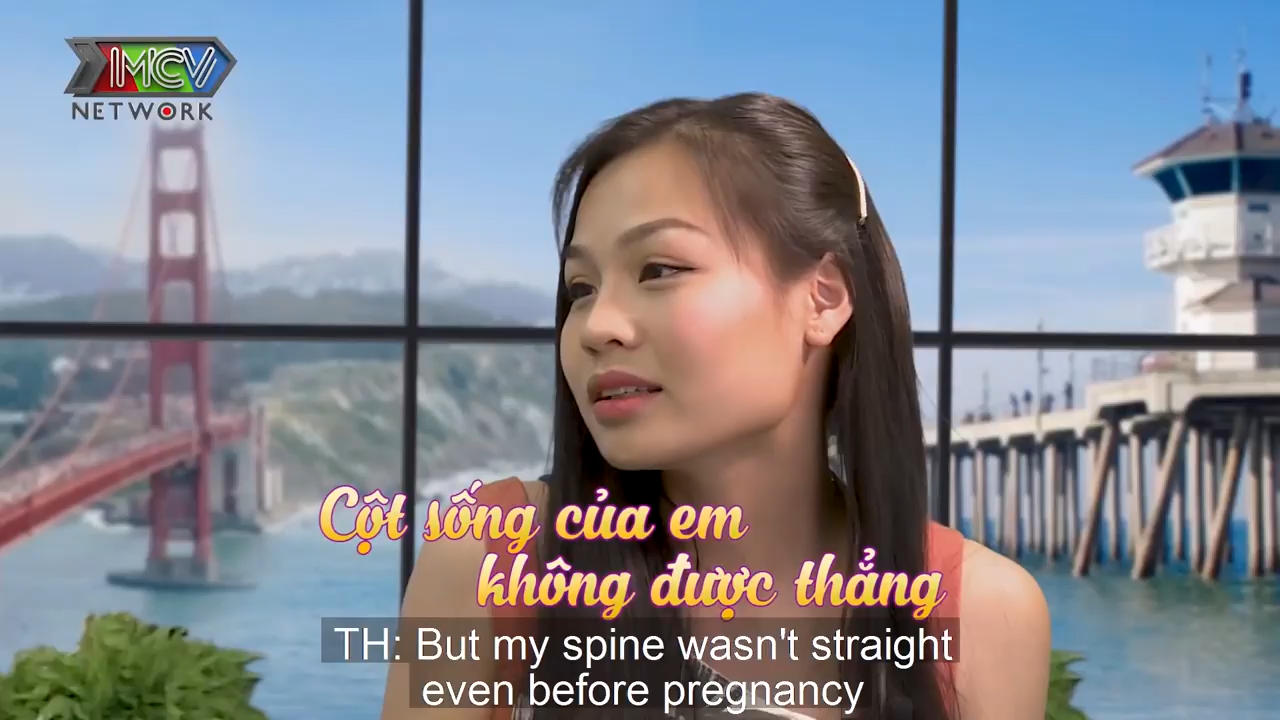 MCV
NETWORK
Cột sống của em
không được thẳng
TH: But my spine wasn't straight
even before pregnancy